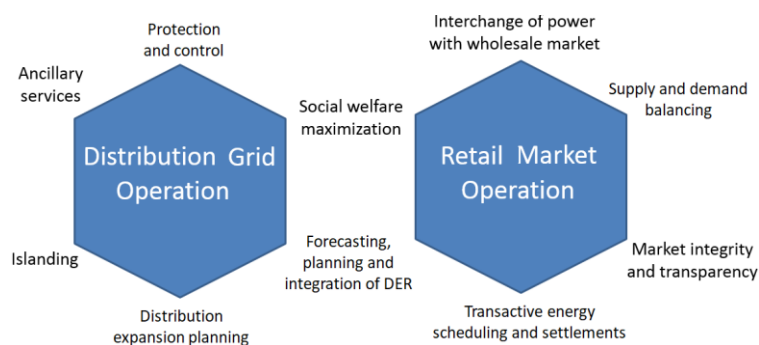 Protection
and control
Ancillary
services
Distribution Grid
Operation
Islanding
Distribution
expansion planning
Social welfare
maximization
Forecasting,
planning and
integration of DER
Interchange of power
with wholesale market
Supply and demand
balancing
Retail Market
Operation
Market integrity
and transparency
Transactive energy
scheduling and settlements